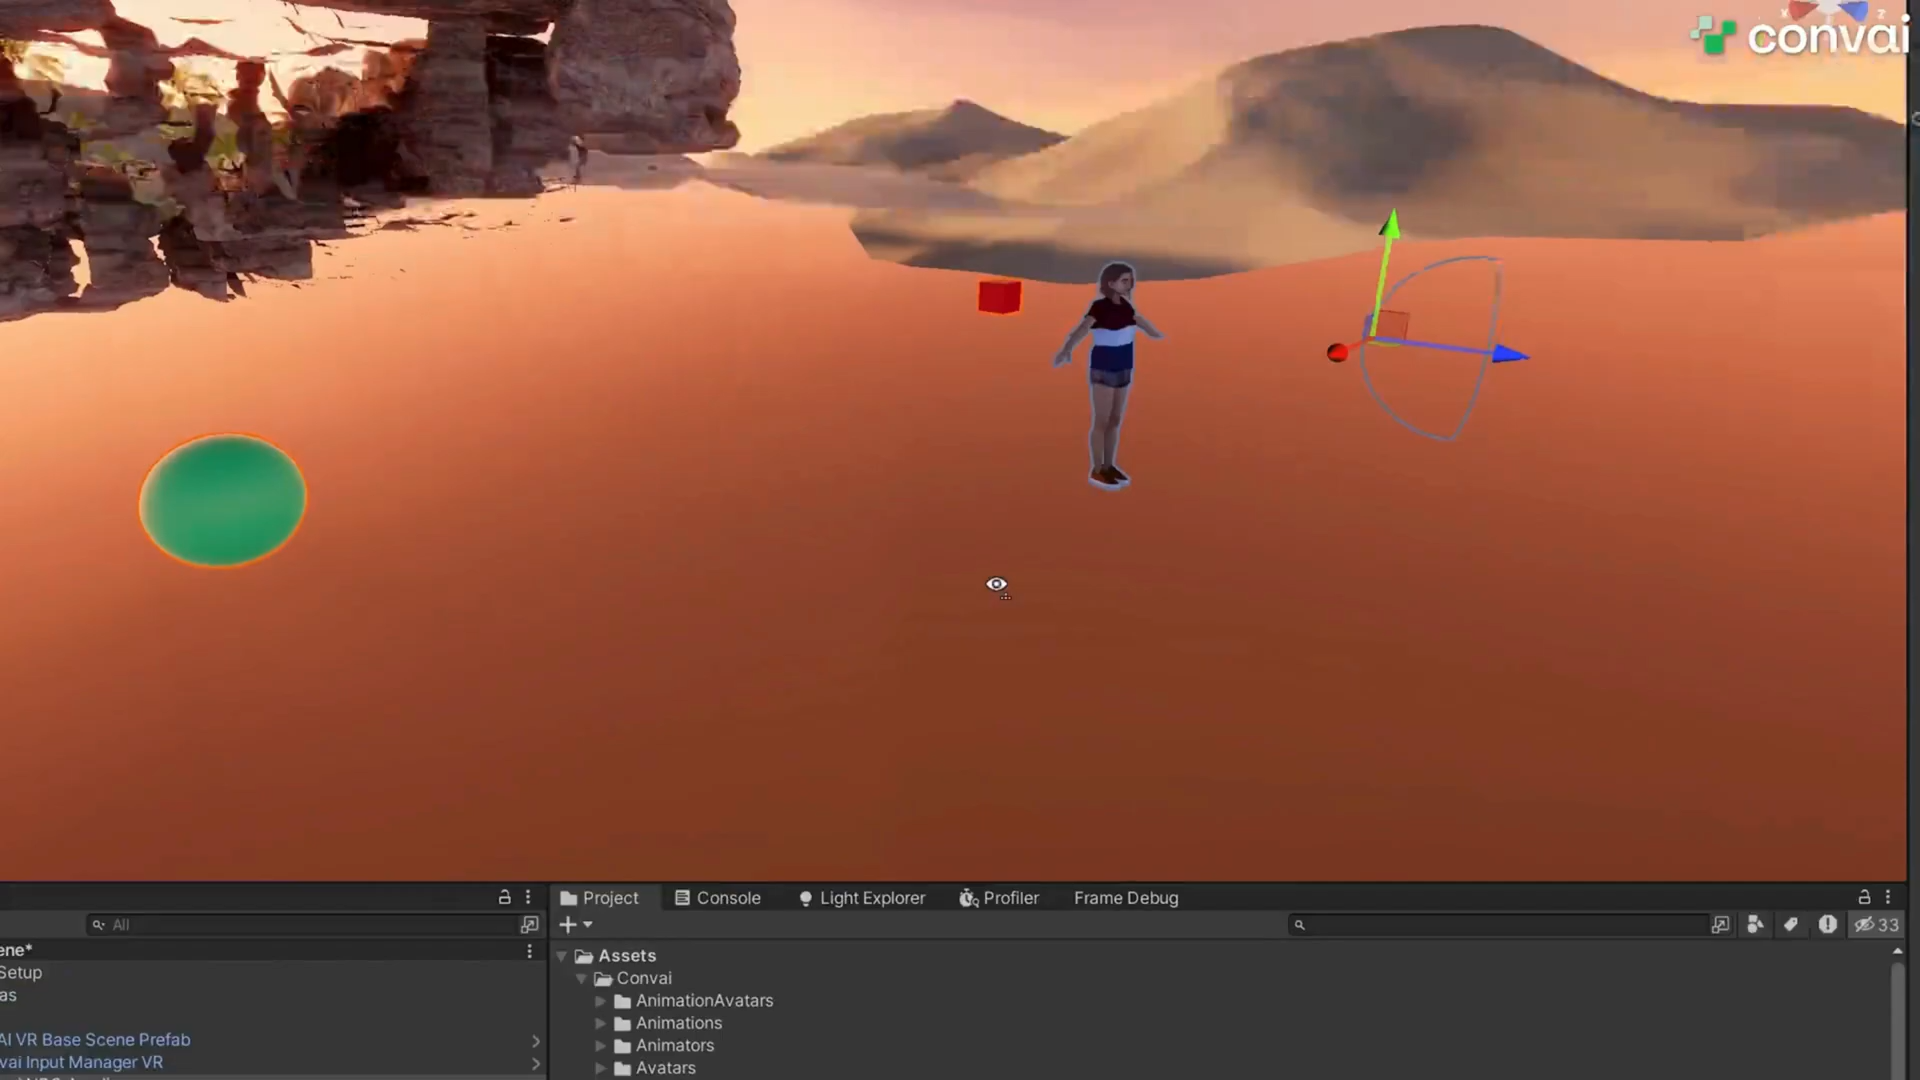 convai
Project
Console
Light Explorer
Profiler
Frame Debug
All
33
ene*
Setup
as
AI VR Base Scene Prefab
vai Input Manager VR
Assets
Convai
AnimationAvatars
Animations
Animators
Avatars